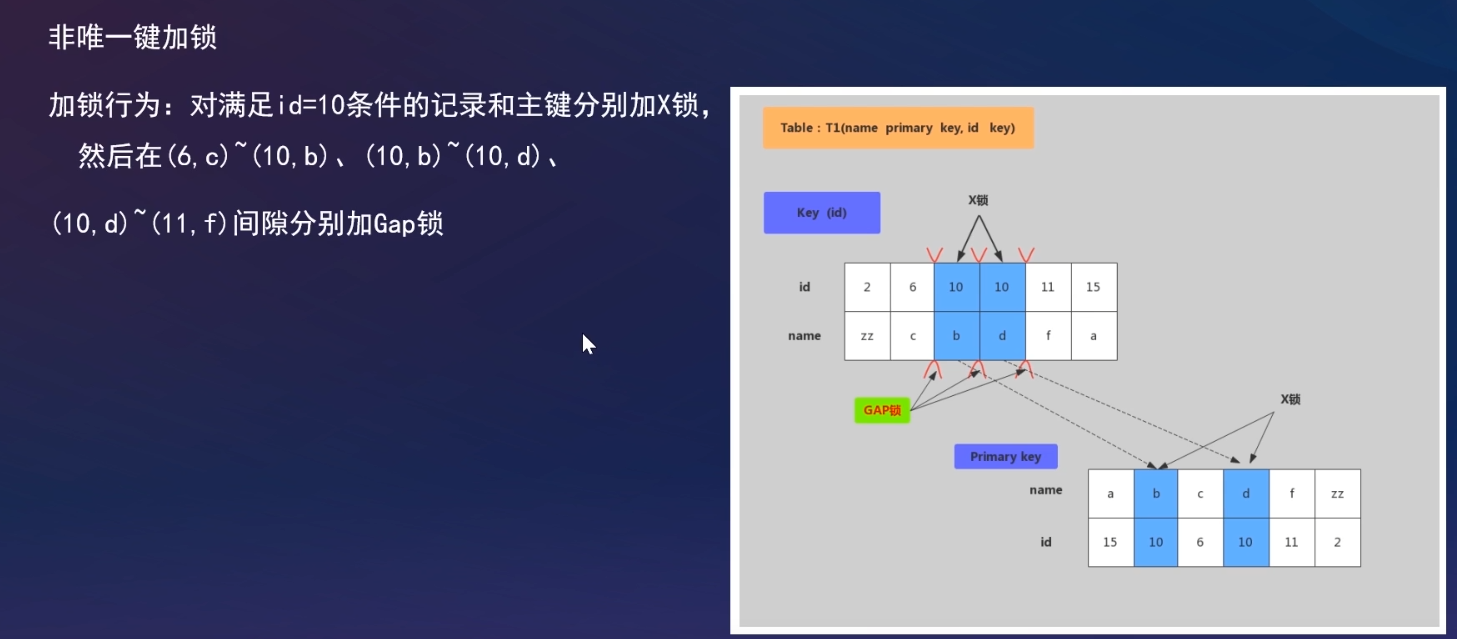 非唯一键加锁
加锁行为：对满足id=10条件的记录和主键分别加X锁，
然后在(6,c)~(10,b)、(10,b)~(10,d)、
(10,d)~(11,f)间隙分别加Gap锁
Table：T1(name primary key, id key)
Key (id)
X锁
id 2 6 10 10 11 15
name zz c b d f a
GAP锁
X锁
Primary key
name a b c d f zz
id 15 10 6 10 11 2